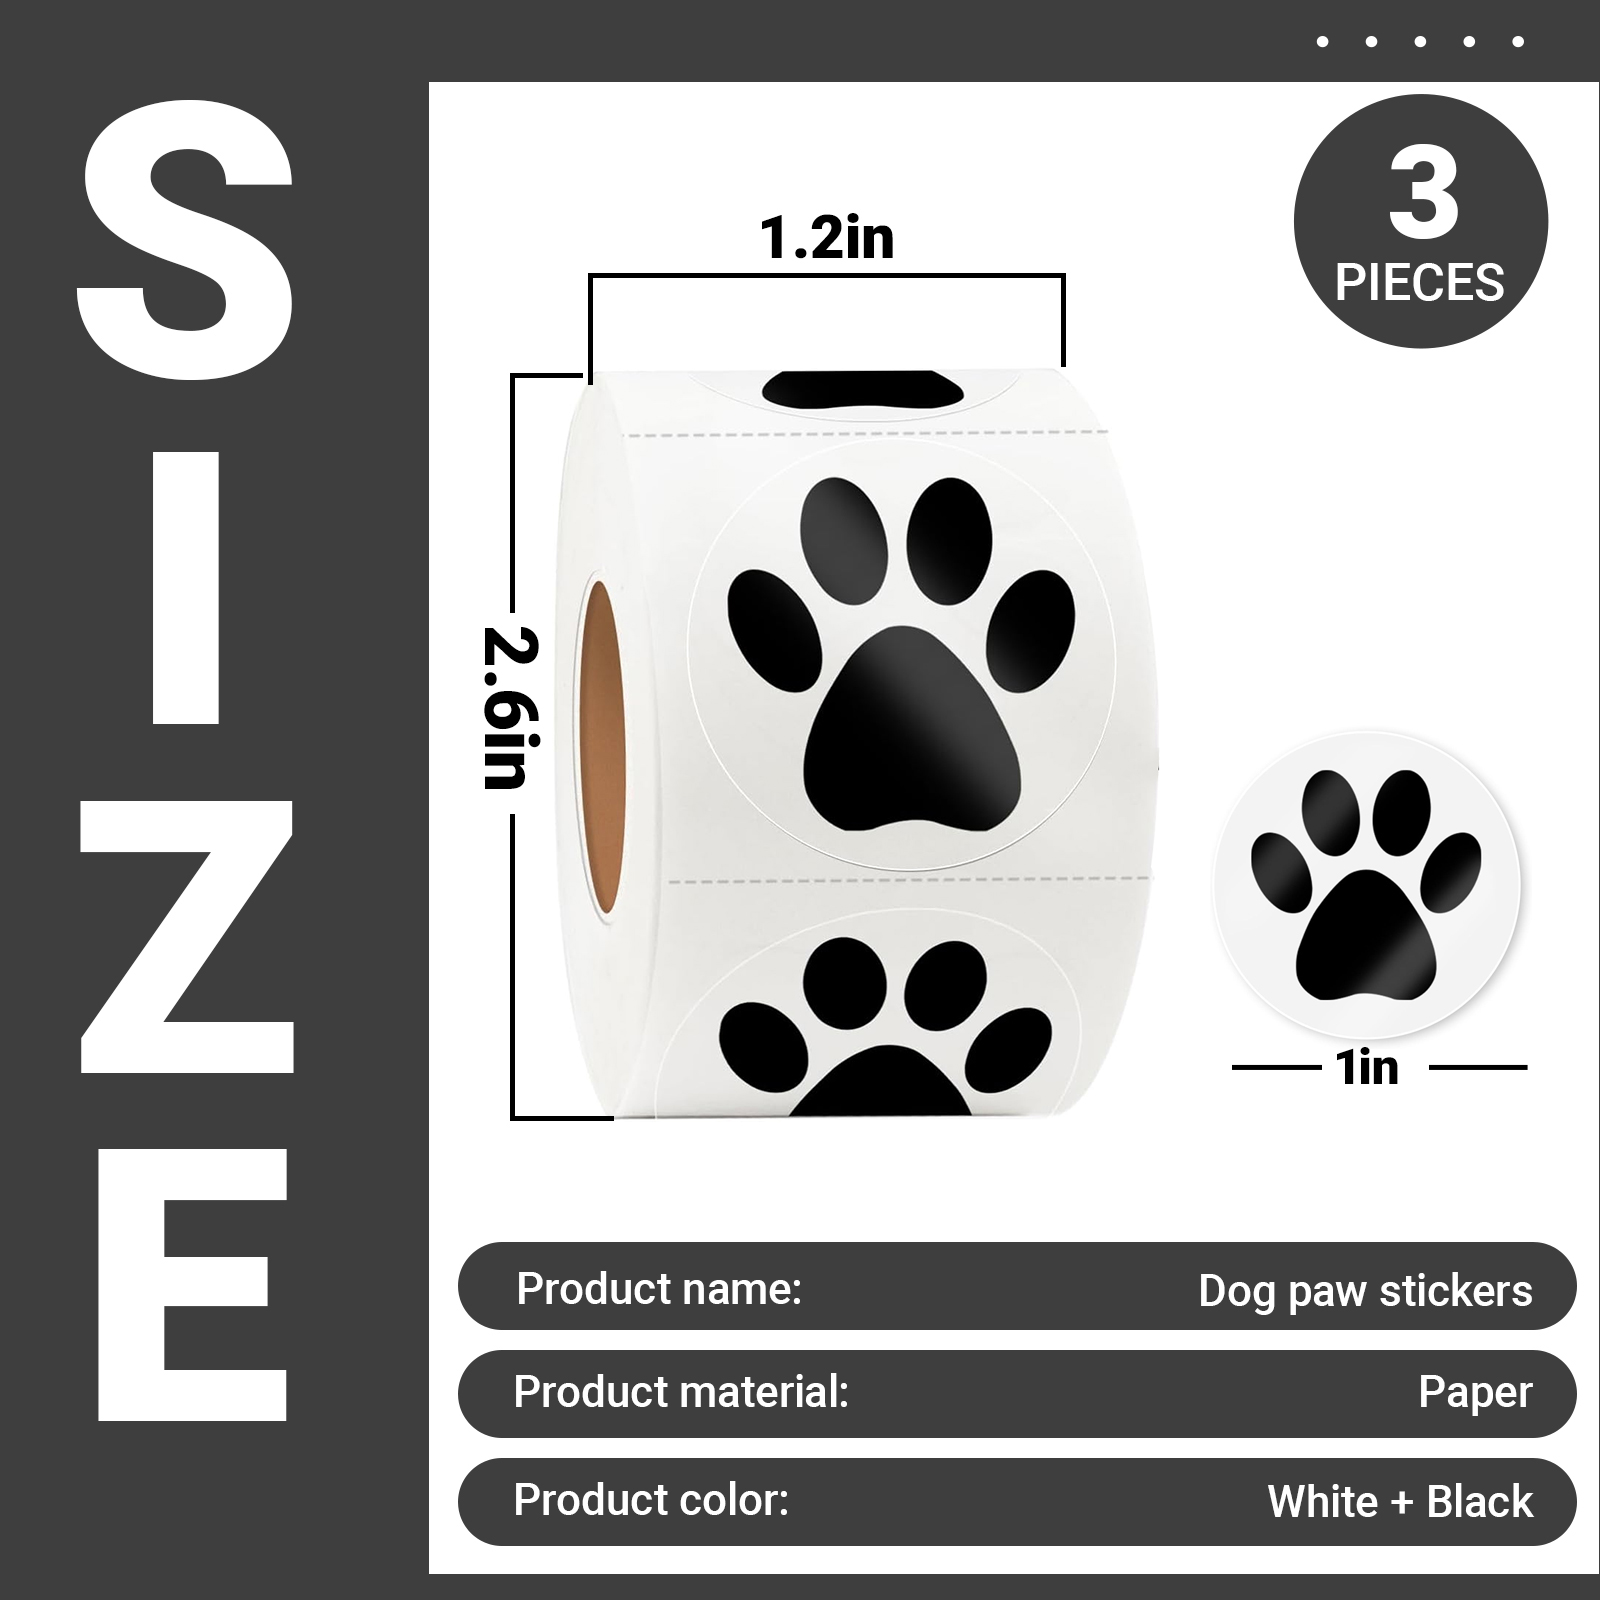 SIZE
3
PIECES
1.2in
2.6in
1in
Product name: Dog paw stickers
Product material: Paper
Product color: White + Black